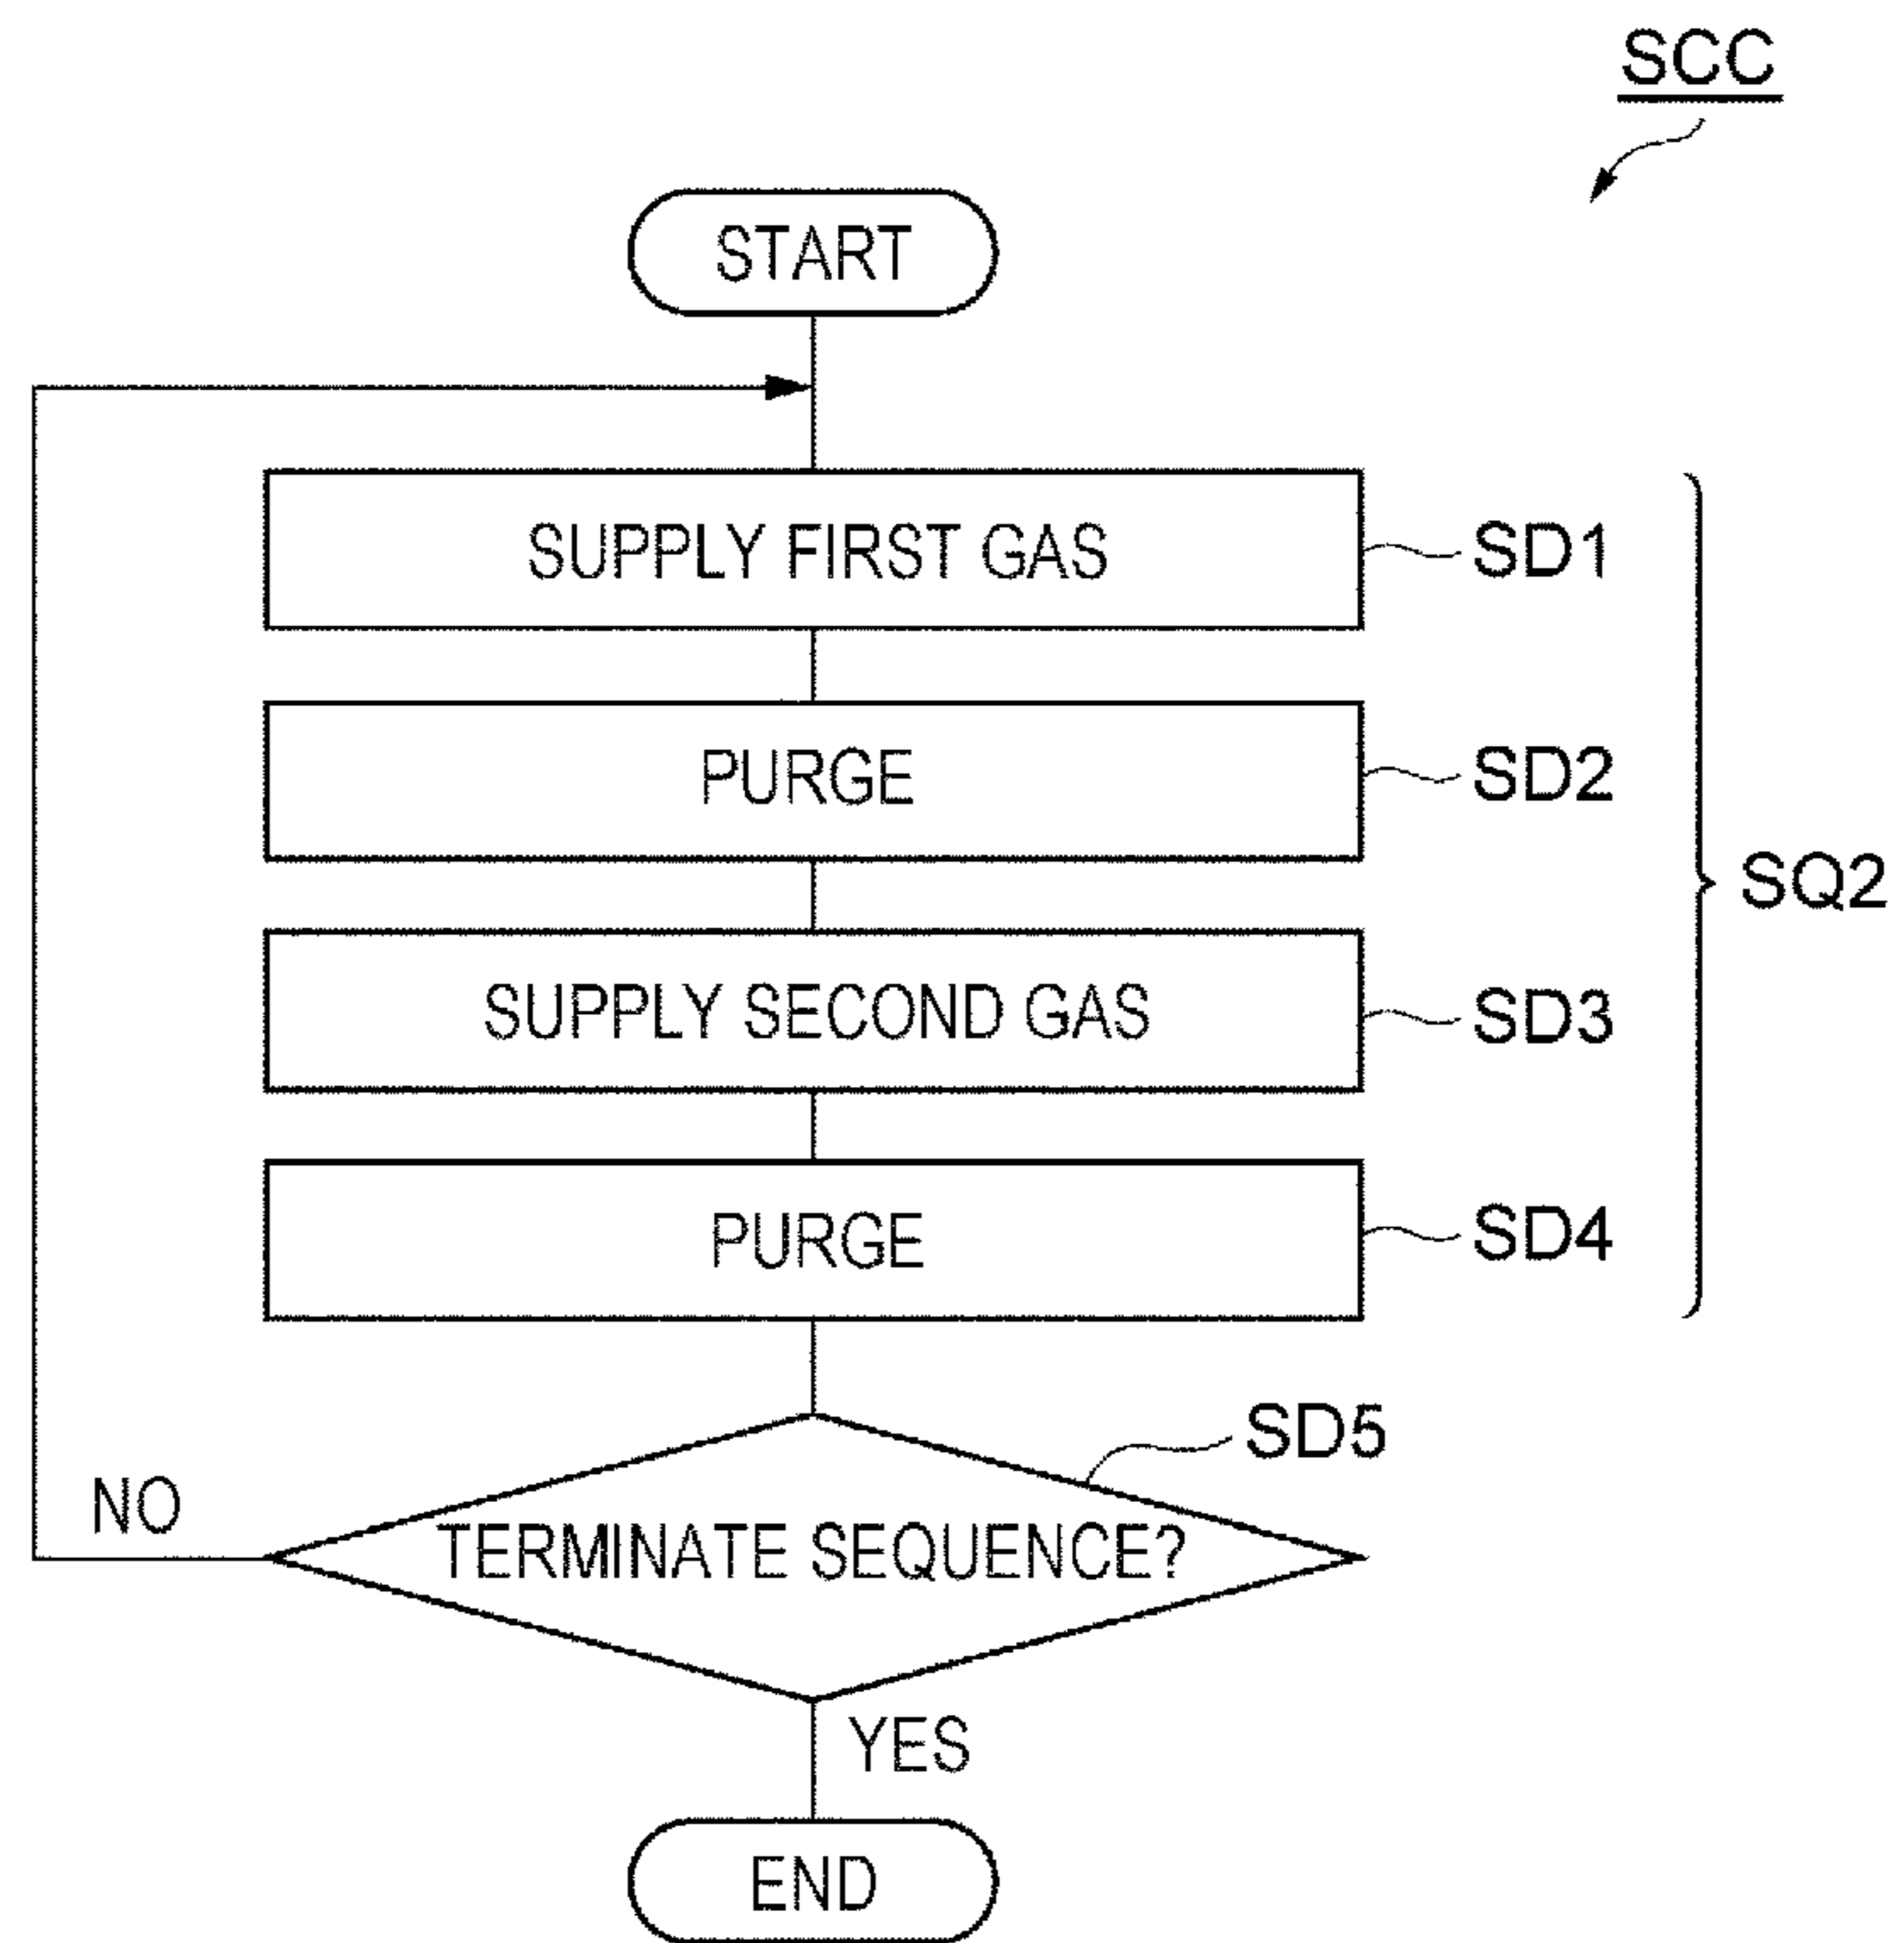 SCC
START
SUPPLY FIRST GAS
SD1
PURGE
SD2
SQ2
SUPPLY SECOND GAS
SD3
PURGE
SD4
SD5
NO
TERMINATE SEQUENCE?
YES
END